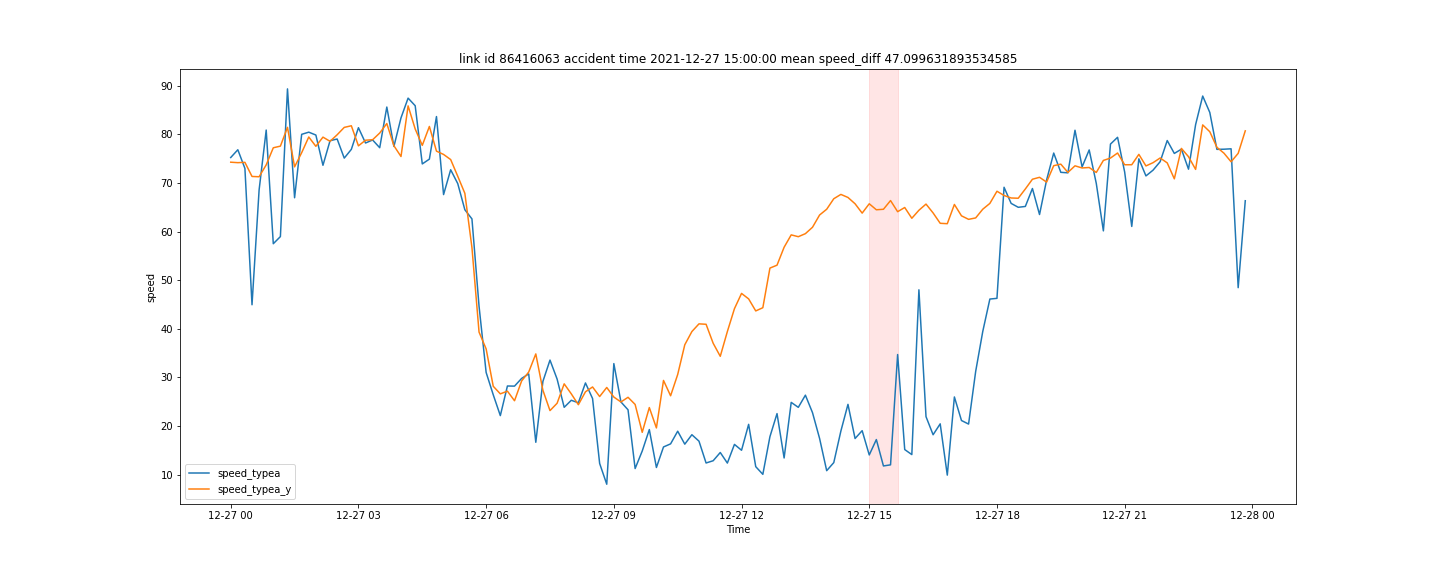 link id 86416063 accident time 2021-12-27 15:00:00 mean speed_diff 47.099631893534585
90
80
70
60
50
40
30
20
10
speed
speed_typea
speed_typea_y
12-27 00 12-27 03 12-27 06 12-27 09 12-27 12 12-27 15 12-27 18 12-27 21 12-28 00
Time